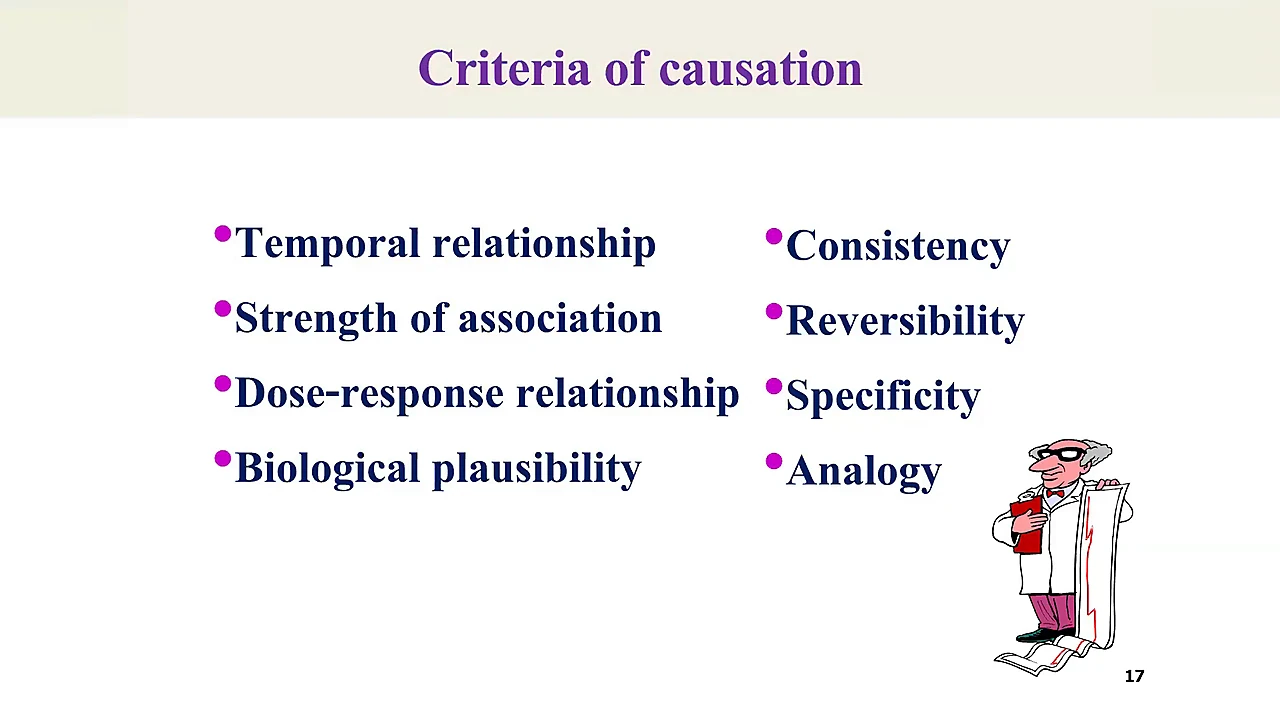 Criteria of causation
•Temporal relationship
•Strength of association
•Dose-response relationship
•Biological plausibility
•Consistency
•Reversibility
•Specificity
•Analogy
17